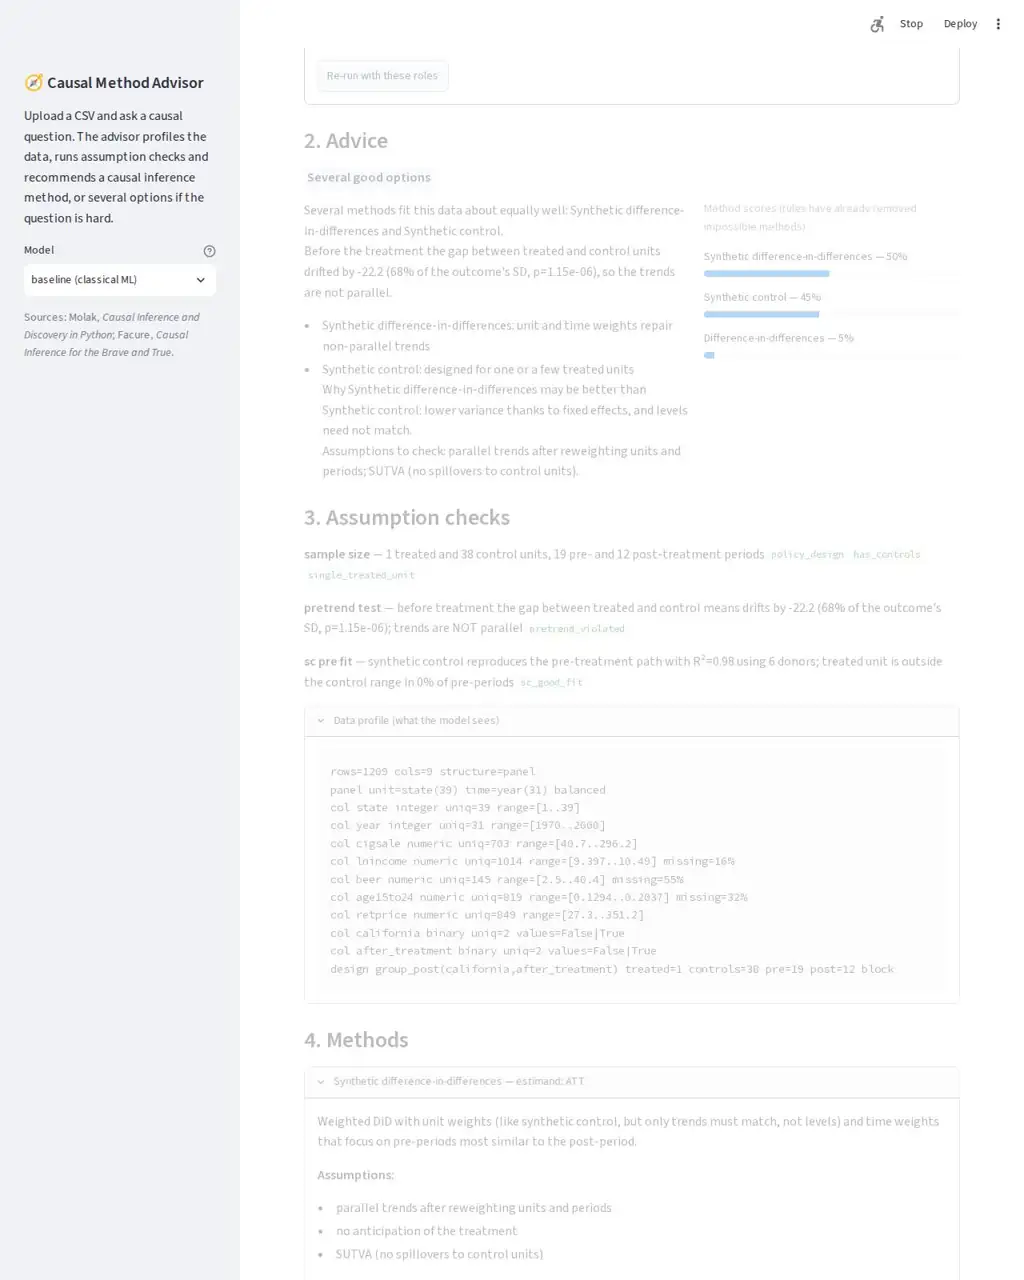 Stop
Deploy
🧭 Causal Method Advisor
Upload a CSV and ask a causal
question. The advisor profiles the
data, runs assumption checks and
recommends a causal inference
method, or several options if the
question is hard.
Model
baseline (classical ML)
Sources: Molak, Causal Inference and
Discovery in Python; Facure, Causal
Inference for the Brave and True.
Re-run with these roles
2. Advice
Several good options
Several methods fit this data about equally well: Synthetic difference-
in-differences and Synthetic control.
Before the treatment the gap between treated and control units
drifted by -22.2 (68% of the outcome's SD, p=1.15e-06), so the trends
are not parallel.
• Synthetic difference-in-differences: unit and time weights repair
non-parallel trends
• Synthetic control: designed for one or a few treated units
Why Synthetic difference-in-differences may be better than
Synthetic control: lower variance thanks to fixed effects, and levels
need not match.
Assumptions to check: parallel trends after reweighting units and
periods; SUTVA (no spillovers to control units).
Method scores (rules have already removed
impossible methods)
Synthetic difference-in-differences — 50%
Synthetic control — 45%
Difference-in-differences — 5%
3. Assumption checks
sample size — 1 treated and 38 control units, 19 pre- and 12 post-treatment periods policy_design has_controls
single_treated_unit
pretrend test — before treatment the gap between treated and control means drifts by -22.2 (68% of the outcome's
SD, p=1.15e-06); trends are NOT parallel pretrend_violated
sc pre fit — synthetic control reproduces the pre-treatment path with R²=0.98 using 6 donors; treated unit is outside
the control range in 0% of pre-periods sc_good_fit
Data profile (what the model sees)
rows=1209 cols=9 structure=panel
panel unit=state(39) time=year(31) balanced
col state integer uniq=39 range=[1..39]
col year integer uniq=31 range=[1970..2000]
col cigsale numeric uniq=703 range=[40.7..296.2]
col lnincome numeric uniq=1014 range=[9.397..10.49] missing=16%
col beer numeric uniq=145 range=[2.5..40.4] missing=55%
col age15to24 numeric uniq=819 range=[0.1294..0.2037] missing=32%
col retprice numeric uniq=849 range=[27.3..351.2]
col california binary uniq=2 values=False|True
col after_treatment binary uniq=2 values=False|True
design group_post(california,after_treatment) treated=1 controls=38 pre=19 post=12 block
4. Methods
Synthetic difference-in-differences — estimand: ATT
Weighted DiD with unit weights (like synthetic control, but only trends must match, not levels) and time weights
that focus on pre-periods most similar to the post-period.
Assumptions:
• parallel trends after reweighting units and periods
• no anticipation of the treatment
• SUTVA (no spillovers to control units)